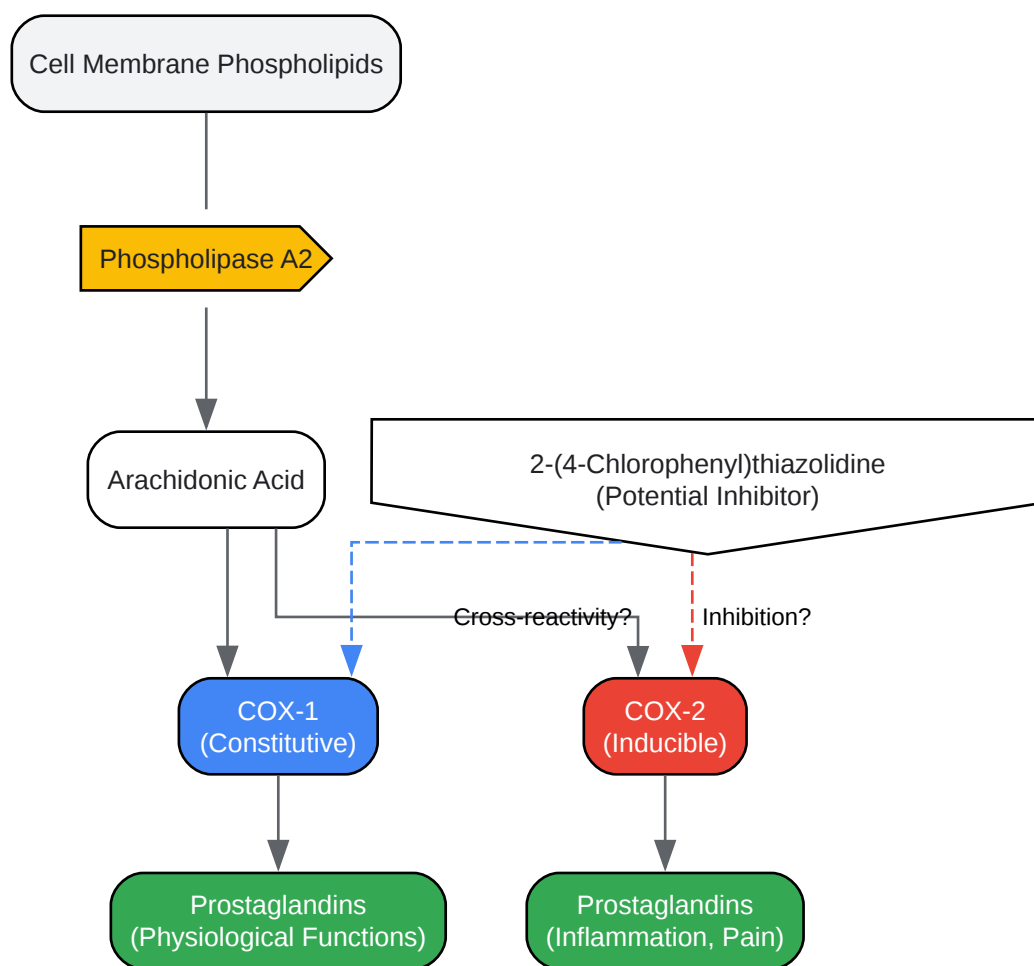 Cell Membrane Phospholipids
Phospholipase A2
Arachidonic Acid
2-(4-Chlorophenyl)thiazolidine
(Potential Inhibitor)
Cross-reactivity?
Inhibition?
COX-1
(Constitutive)
COX-2
(Inducible)
Prostaglandins
(Physiological Functions)
Prostaglandins
(Inflammation, Pain)